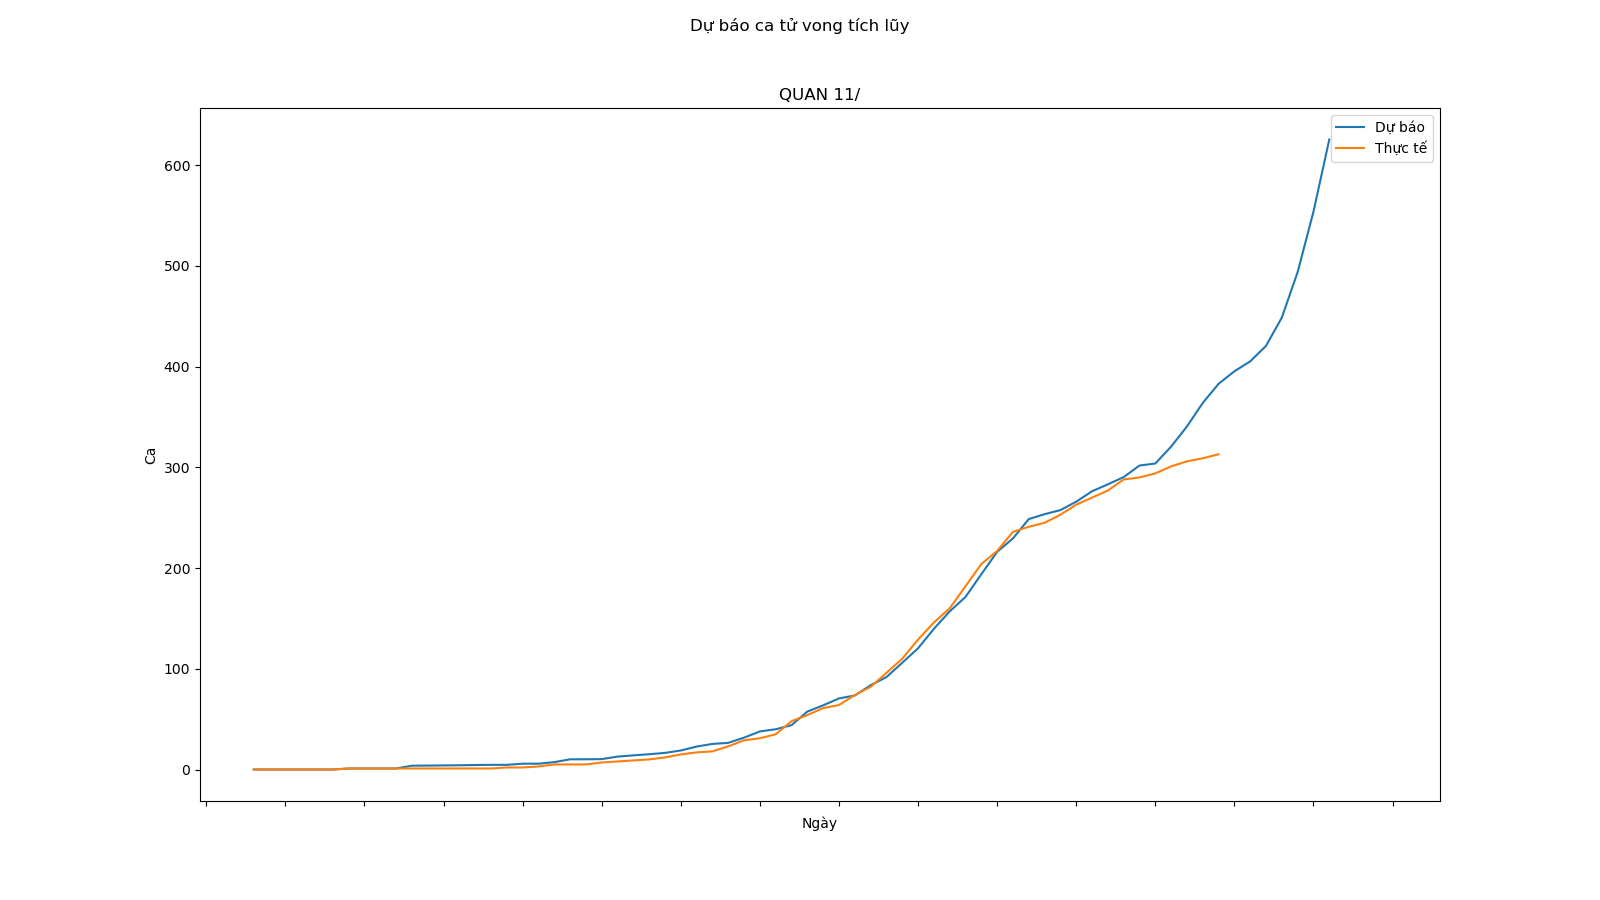 Dự báo ca tử vong tích lũy
QUAN 11/
Dự báo
Thực tế
600
500
400
300
200
100
0
Ca
Ngày